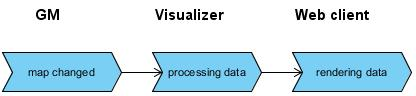 GM Visualizer Web client
map changed processing data rendering data